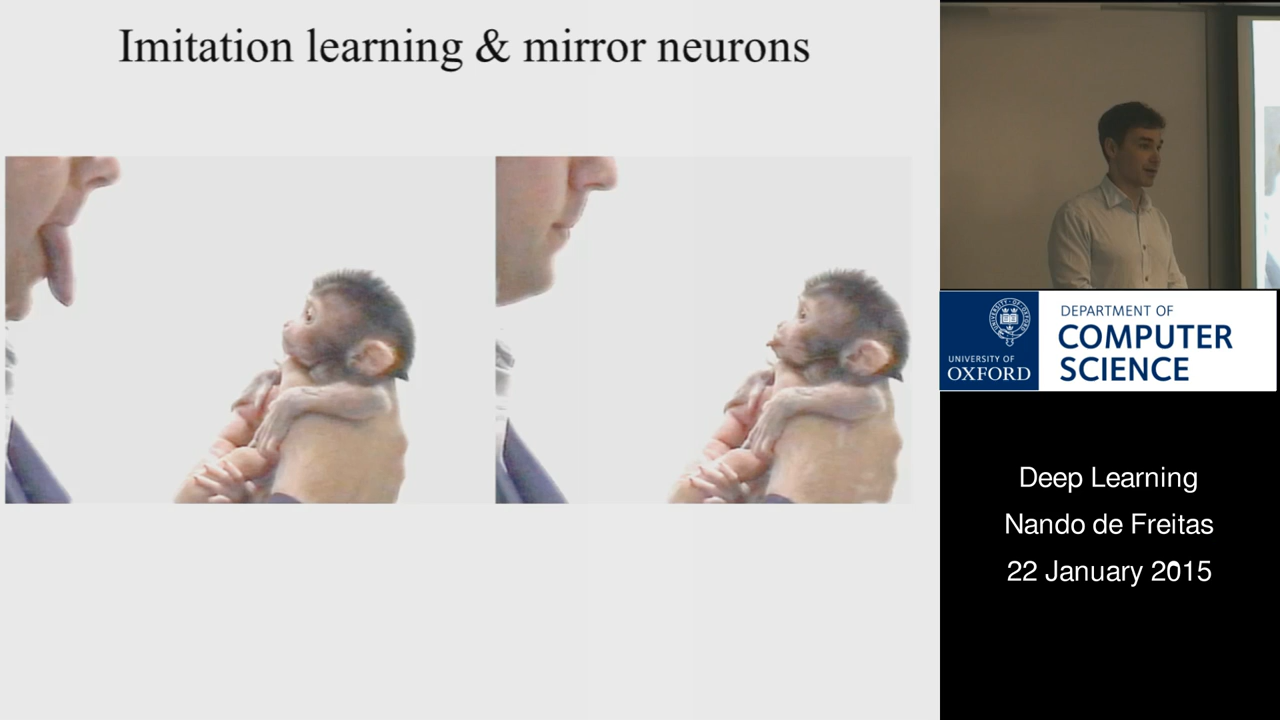 Imitation learning & mirror neurons
UNIVERSITY OF
OXFORD
DEPARTMENT OF
COMPUTER
SCIENCE
Deep Learning
Nando de Freitas
22 January 2015